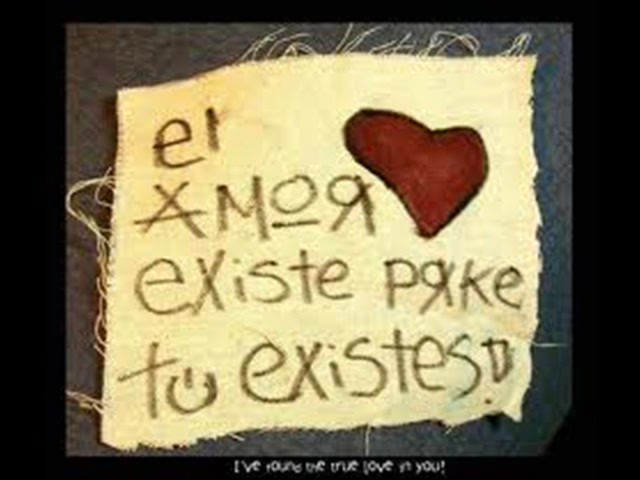 el
AMOR
existe PRKe
tu existes!
I've found the true love in you!